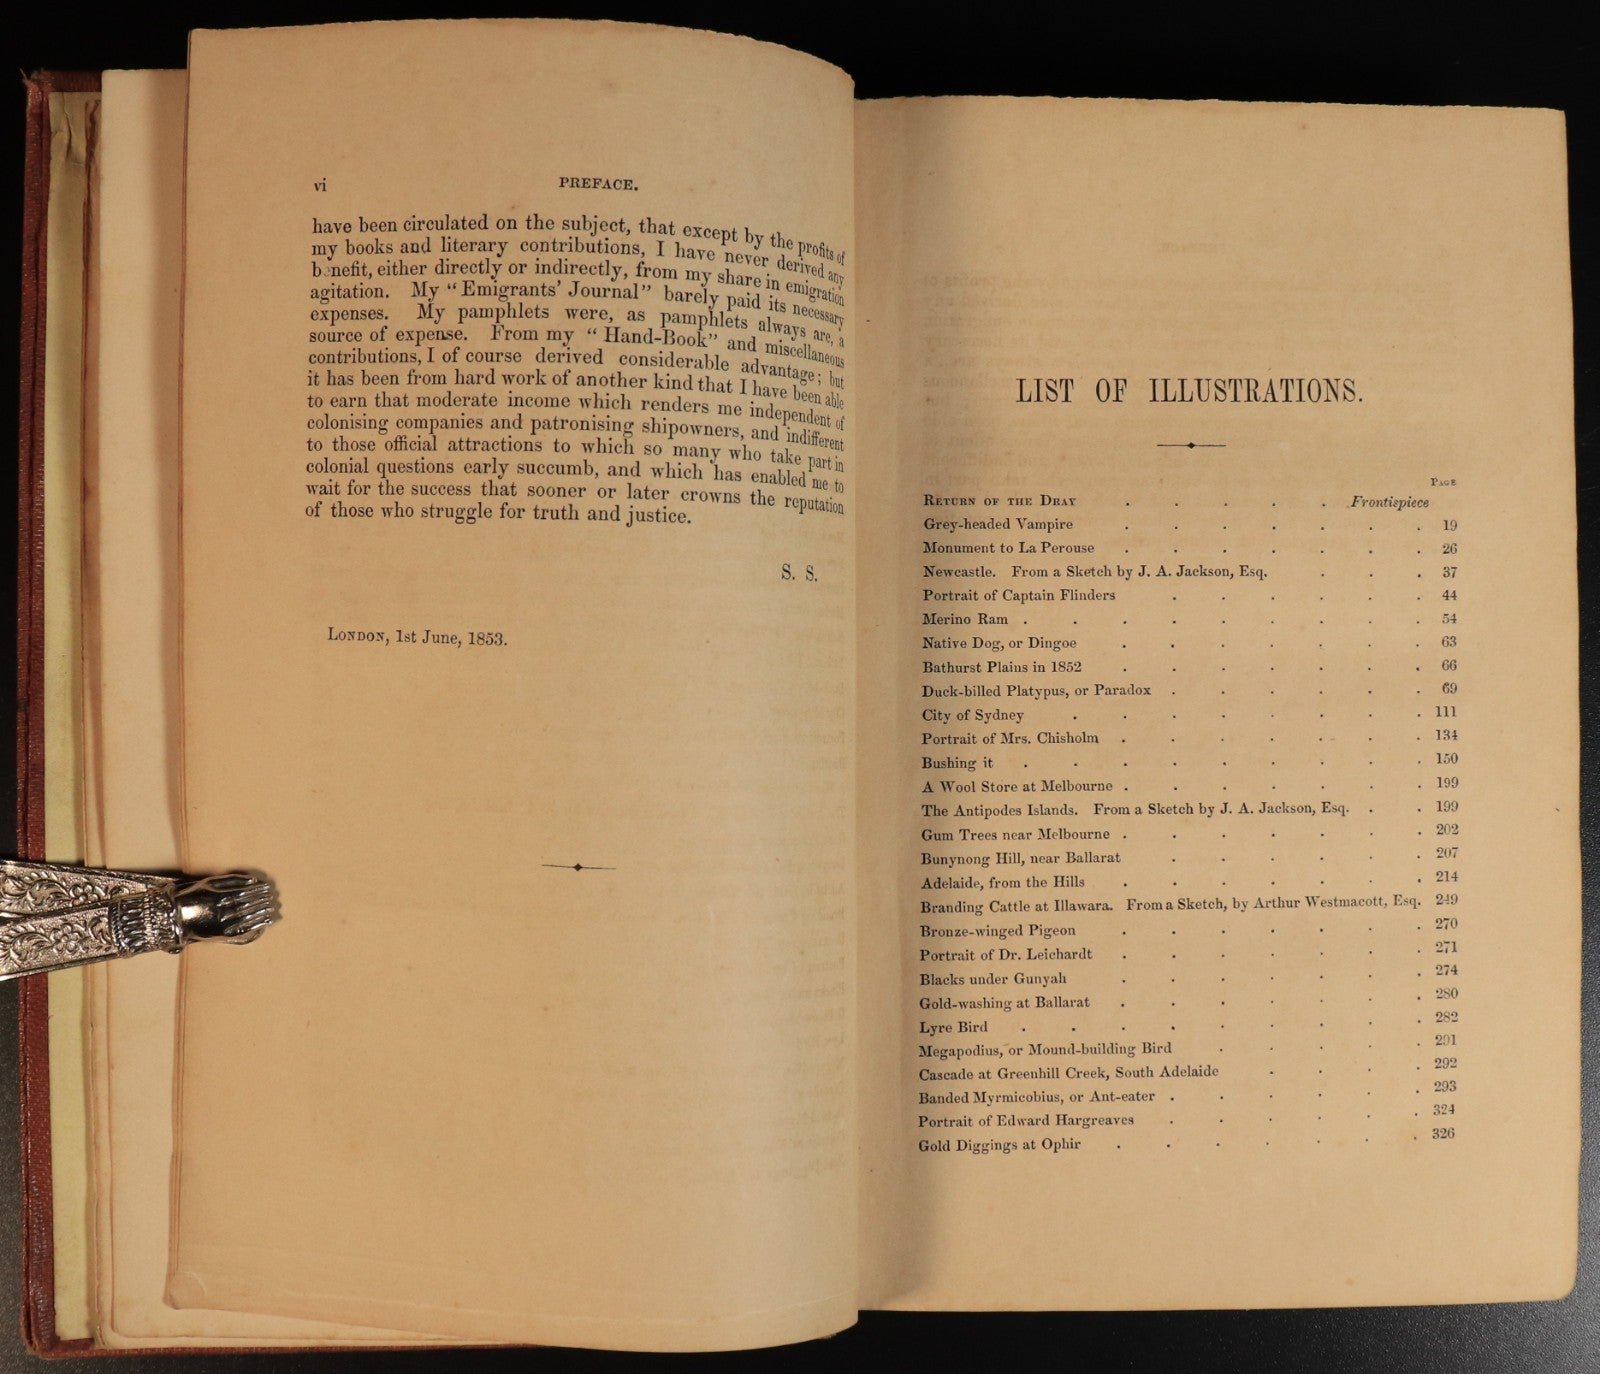 vi PREFACE.
have been circulated on the subject, that except by the profits of
my books and literary contributions, I have never derived any
benefit, either directly or indirectly, from my share in emigration
agitation. My "Emigrants' Journal" barely paid its necessary
expenses. My pamphlets were, as pamphlets always are, a
source of expense. From my "Hand-Book" and miscellaneous
contributions, I of course derived considerable advantage; but
it has been from hard work of another kind that I have been able
to earn that moderate income which renders me independent of
colonising companies and patronising shipowners, and indifferent
to those official attractions to which so many who take part in
colonial questions early succumb, and which has enabled me to
wait for the success that sooner or later crowns the reputation
of those who struggle for truth and justice.
S. S.
London, 1st June, 1853.
LIST OF ILLUSTRATIONS.
Page
Return of the Dray . . . . . Frontispiece
Grey-headed Vampire . . . . . . . 19
Monument to La Perouse . . . . . . . 26
Newcastle. From a Sketch by J. A. Jackson, Esq. . . . 37
Portrait of Captain Flinders . . . . . . 44
Merino Ram . . . . . . . . . 54
Native Dog, or Dingoe . . . . . . . 63
Bathurst Plains in 1852 . . . . . . . 66
Duck-billed Platypus, or Paradox . . . . . . 69
City of Sydney . . . . . . . . 111
Portrait of Mrs. Chisholm . . . . . . . 134
Bushing it . . . . . . . . . 150
A Wool Store at Melbourne . . . . . . . 199
The Antipodes Islands. From a Sketch by J. A. Jackson, Esq. . . 199
Gum Trees near Melbourne . . . . . . . 202
Bunynong Hill, near Ballarat . . . . . . 207
Adelaide, from the Hills . . . . . . . 214
Branding Cattle at Illawara. From a Sketch, by Arthur Westmacott, Esq. 249
Bronze-winged Pigeon . . . . . . . 270
Portrait of Dr. Leichardt . . . . . . . 271
Blacks under Gunyah . . . . . . . 274
Gold-washing at Ballarat . . . . . . . 280
Lyre Bird . . . . . . . . . 282
Megapodius, or Mound-building Bird . . . . . 291
Cascade at Greenhill Creek, South Adelaide . . . . 292
Banded Myrmicobius, or Ant-eater . . . . . . 293
Portrait of Edward Hargreaves . . . . . . 324
Gold Diggings at Ophir . . . . . . . 326